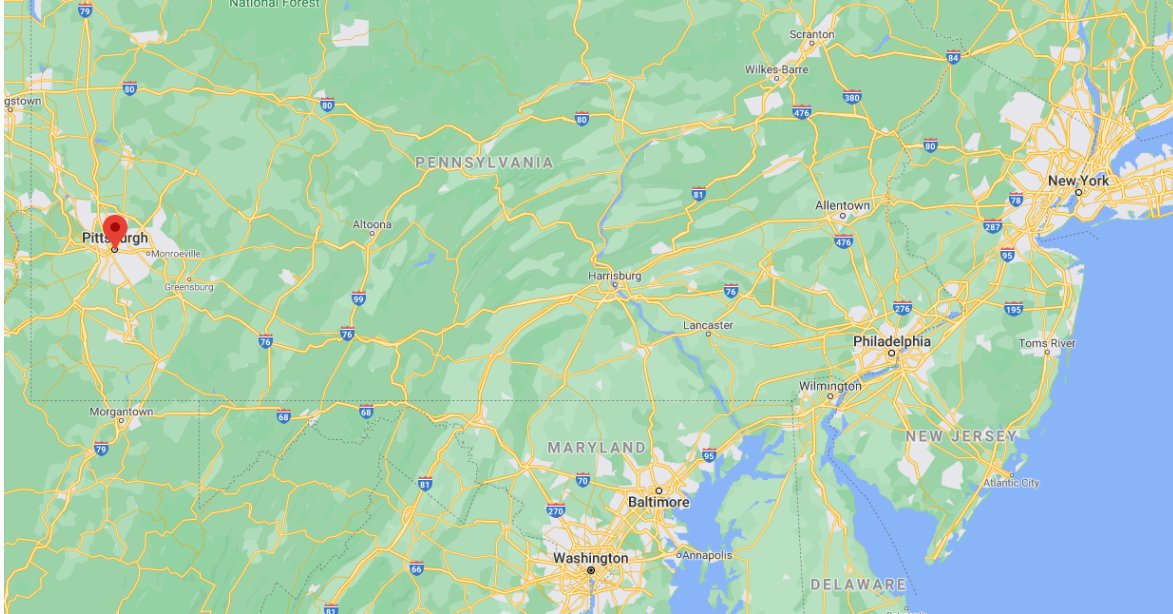 National Forest
79
Scranton
84
Wilkes-Barre
80
380
80
476
gstown
80
80
PENNSYLVANIA
New York
81
78
Allentown
Altoona
476
287
Pittsburgh
Monroeville
95
Greensburg
Harrisburg
76
99
276
195
Lancaster
76
76
Philadelphia
Toms River
Wilmington
Morgantown
68
68
NEW JERSEY
79
MARYLAND
95
81
70
Atlantic City
Baltimore
270
Washington
Annapolis
66
DELAWARE
81